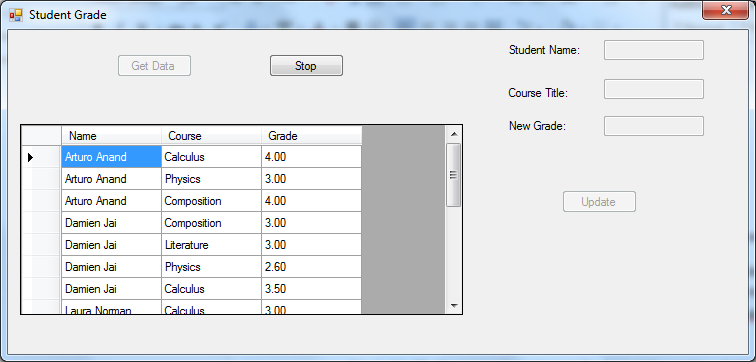 Student Grade
Get Data Stop
Student Name:
Course Title:
New Grade:
Update
Name Course Grade
Arturo Anand Calculus 4.00
Arturo Anand Physics 3.00
Arturo Anand Composition 4.00
Damien Jai Composition 3.00
Damien Jai Literature 3.00
Damien Jai Physics 2.60
Damien Jai Calculus 3.50
Laura Norman Calculus 3.00